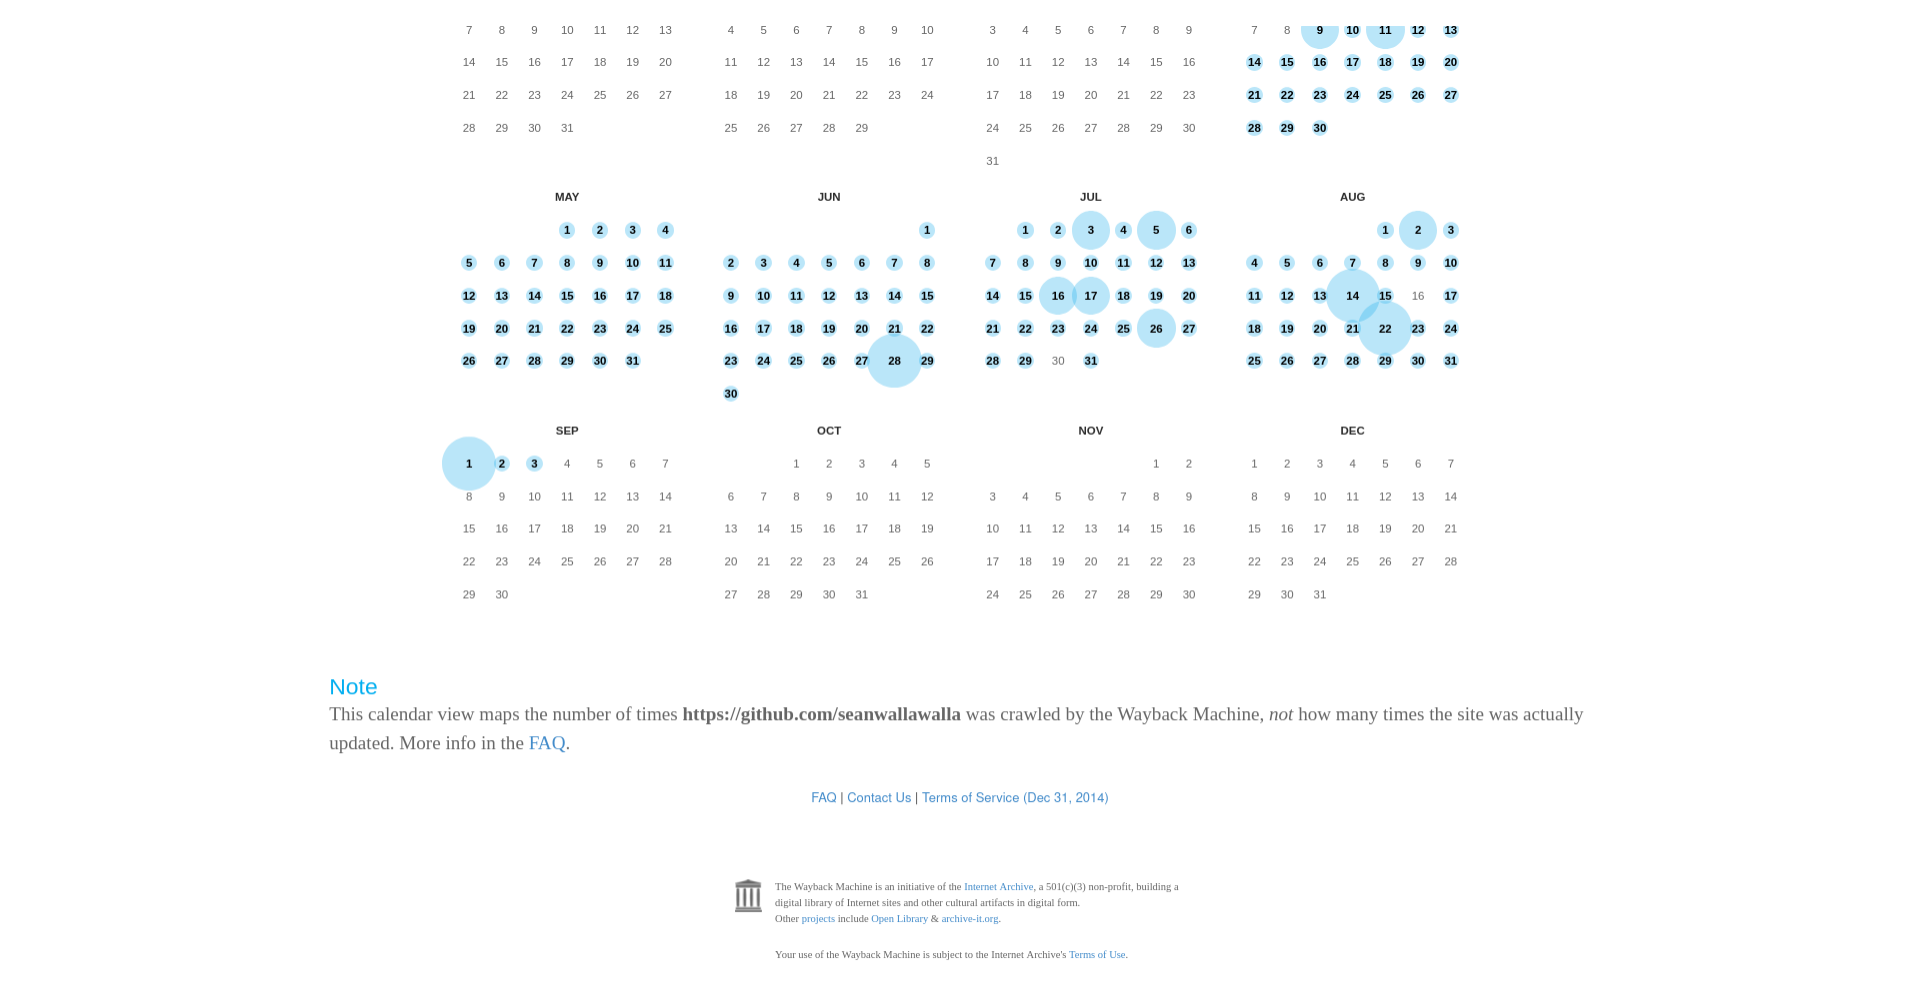 7 8 9 10 11 12 13 4 5 6 7 8 9 10 3 4 5 6 7 8 9 7 8 9 10 11 12 13
14 15 16 17 18 19 20 11 12 13 14 15 16 17 10 11 12 13 14 15 16 14 15 16 17 18 19 20
21 22 23 24 25 26 27 18 19 20 21 22 23 24 17 18 19 20 21 22 23 21 22 23 24 25 26 27
28 29 30 31 25 26 27 28 29 24 25 26 27 28 29 30 28 29 30
31
MAY JUN JUL AUG
1 2 3 4 1 1 2 3 4 5 6 1 2 3
5 6 7 8 9 10 11 2 3 4 5 6 7 8 7 8 9 10 11 12 13 4 5 6 7 8 9 10
12 13 14 15 16 17 18 9 10 11 12 13 14 15 14 15 16 17 18 19 20 11 12 13 14 15 16 17
19 20 21 22 23 24 25 16 17 18 19 20 21 22 21 22 23 24 25 26 27 18 19 20 21 22 23 24
26 27 28 29 30 31 23 24 25 26 27 28 29 28 29 30 31 25 26 27 28 29 30 31
30
SEP OCT NOV DEC
1 2 3 4 5 6 7 1 2 3 4 5 1 2 1 2 3 4 5 6 7
8 9 10 11 12 13 14 6 7 8 9 10 11 12 3 4 5 6 7 8 9 8 9 10 11 12 13 14
15 16 17 18 19 20 21 13 14 15 16 17 18 19 10 11 12 13 14 15 16 15 16 17 18 19 20 21
22 23 24 25 26 27 28 20 21 22 23 24 25 26 17 18 19 20 21 22 23 22 23 24 25 26 27 28
29 30 27 28 29 30 31 24 25 26 27 28 29 30 29 30 31
Note
This calendar view maps the number of times https://github.com/seanwallawalla was crawled by the Wayback Machine, not how many times the site was actually
updated. More info in the FAQ.
FAQ | Contact Us | Terms of Service (Dec 31, 2014)
The Wayback Machine is an initiative of the Internet Archive, a 501(c)(3) non-profit, building a
digital library of Internet sites and other cultural artifacts in digital form.
Other projects include Open Library & archive-it.org.
Your use of the Wayback Machine is subject to the Internet Archive's Terms of Use.